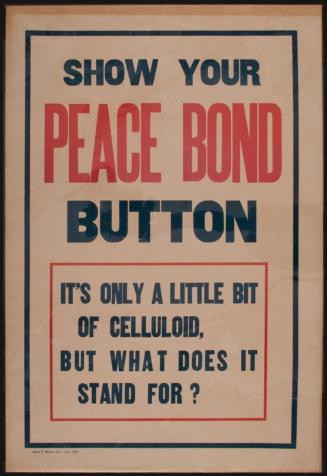 SHOW YOUR
PEACE BOND
BUTTON
IT'S ONLY A LITTLE BIT
OF CELLULOID,
BUT WHAT DOES IT
STAND FOR?